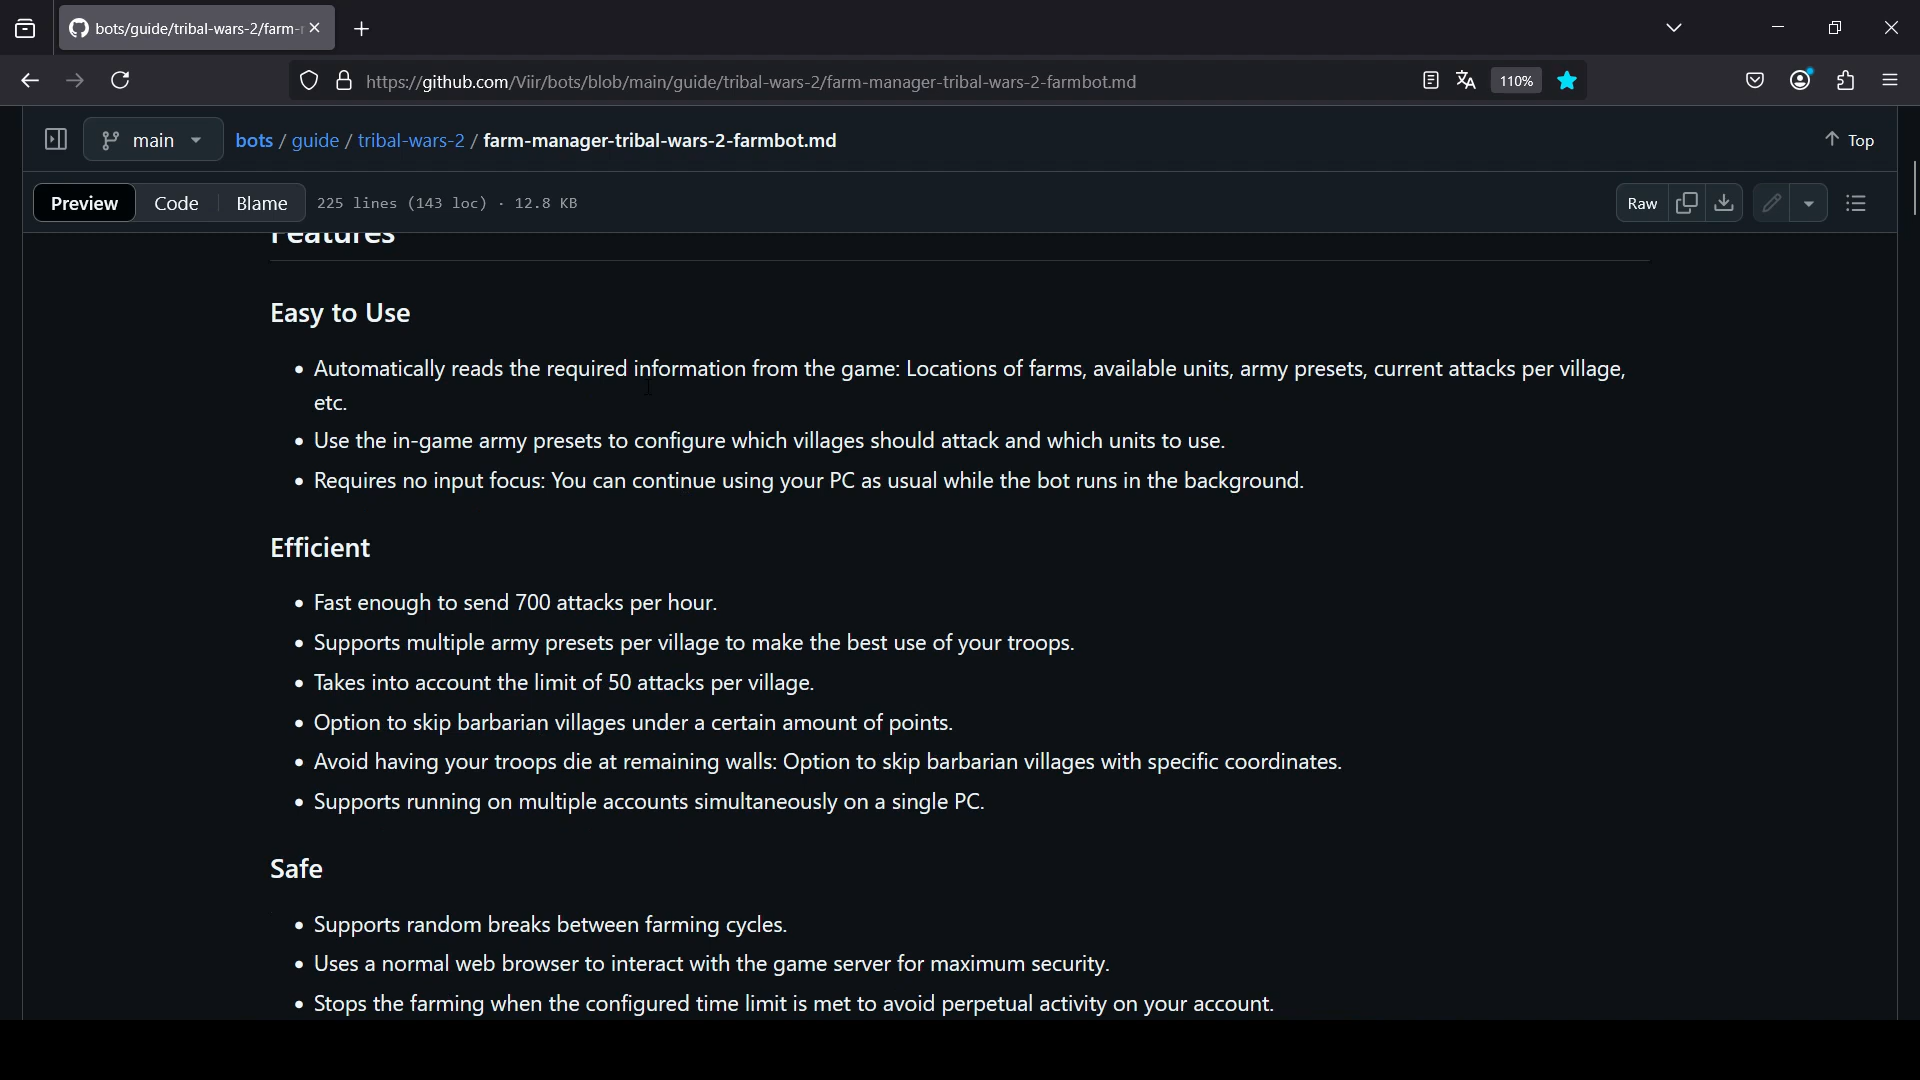 bots/guide/tribal-wars-2/farm-
https://github.com/Viir/bots/blob/main/guide/tribal-wars-2/farm-manager-tribal-wars-2-farmbot.md
110%
main
bots / guide / tribal-wars-2 / farm-manager-tribal-wars-2-farmbot.md
Top
Preview
Code
Blame
225 lines (143 loc) · 12.8 KB
Raw
Features
Easy to Use
• Automatically reads the required information from the game: Locations of farms, available units, army presets, current attacks per village,
etc.
• Use the in-game army presets to configure which villages should attack and which units to use.
• Requires no input focus: You can continue using your PC as usual while the bot runs in the background.
Efficient
• Fast enough to send 700 attacks per hour.
• Supports multiple army presets per village to make the best use of your troops.
• Takes into account the limit of 50 attacks per village.
• Option to skip barbarian villages under a certain amount of points.
• Avoid having your troops die at remaining walls: Option to skip barbarian villages with specific coordinates.
• Supports running on multiple accounts simultaneously on a single PC.
Safe
• Supports random breaks between farming cycles.
• Uses a normal web browser to interact with the game server for maximum security.
• Stops the farming when the configured time limit is met to avoid perpetual activity on your account.